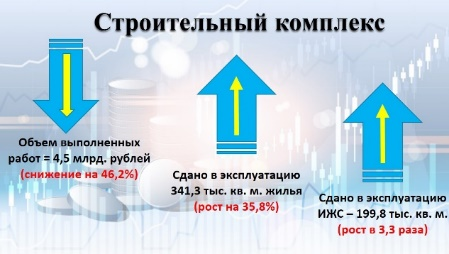 Строительный комплекс
Объем выполненных
работ = 4,5 млрд. рублей
(снижение на 46,2%)
Сдано в эксплуатацию
341,3 тыс. кв. м. жилья
(рост на 35,8%)
Сдано в эксплуатацию
ИЖС – 199,8 тыс. кв. м.
(рост в 3,3 раза)